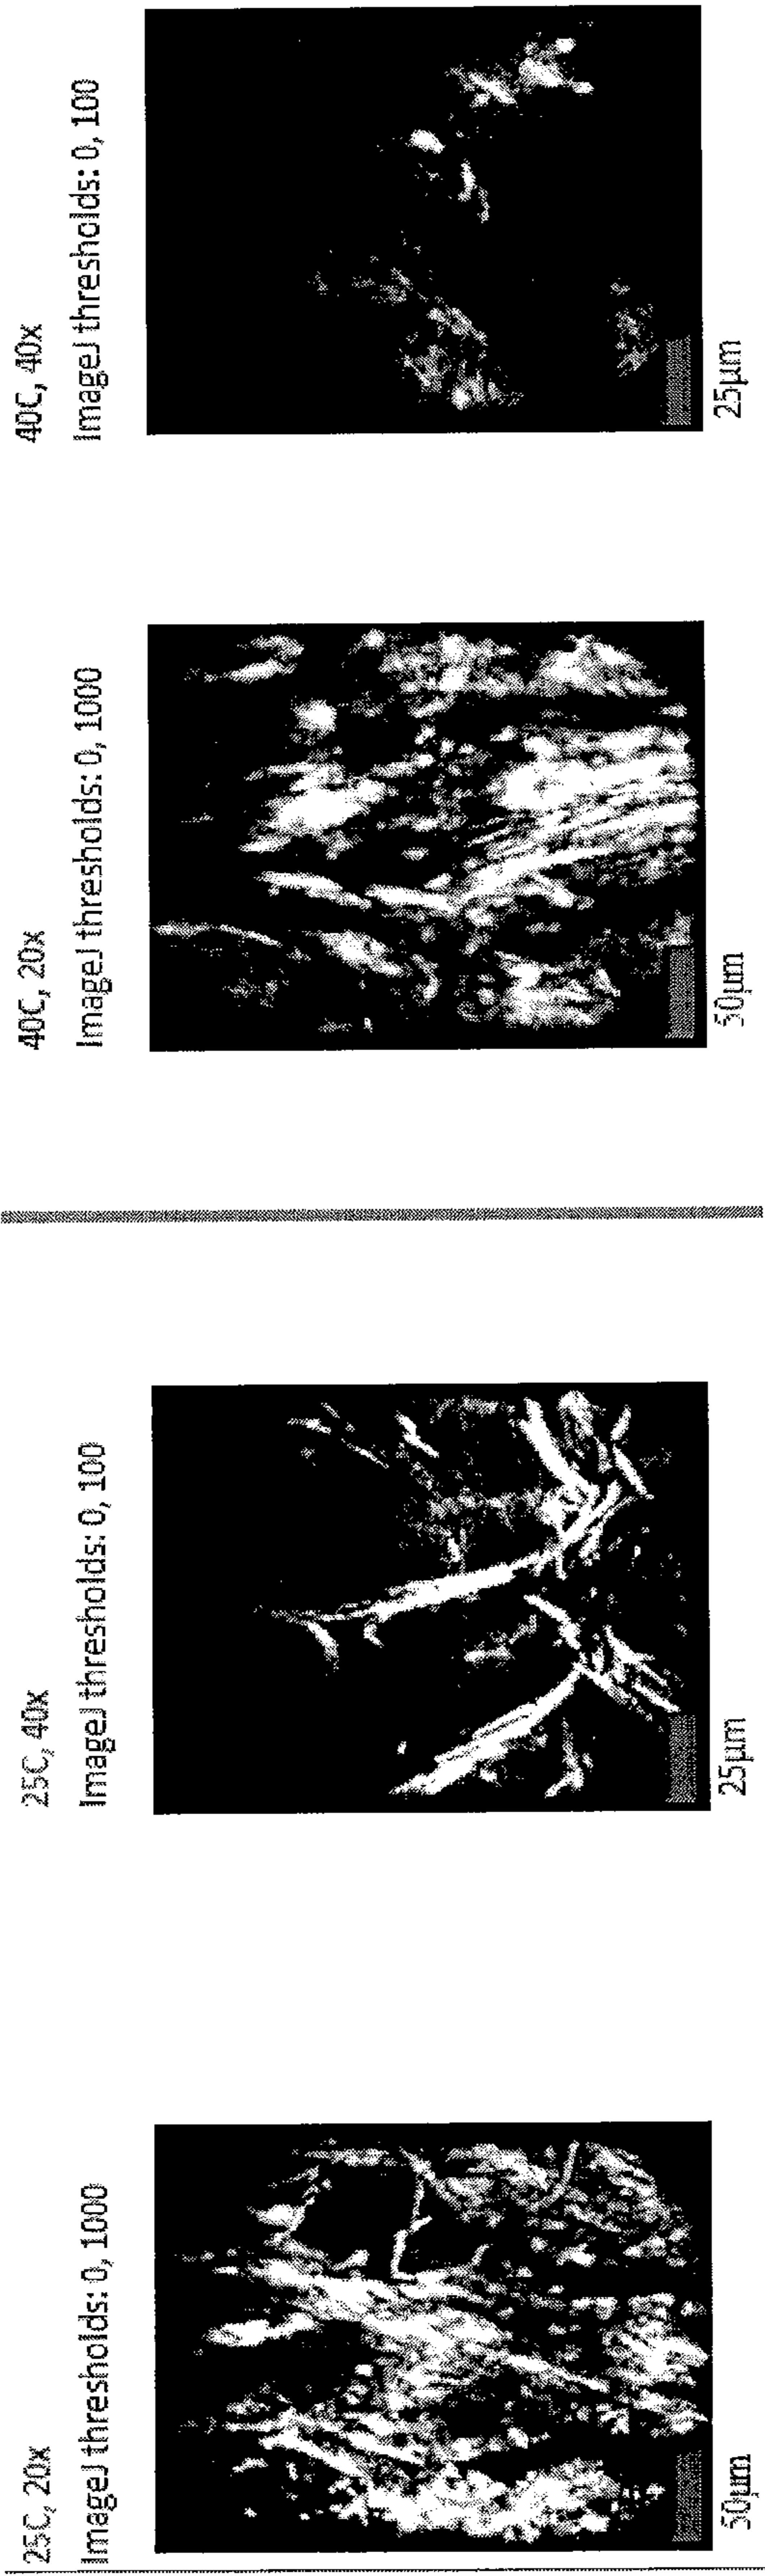 25C, 20x
ImageJ thresholds: 0, 1000
50µm
25C, 40x
ImageJ thresholds: 0, 100
25µm
40C, 20x
ImageJ thresholds: 0, 1000
50µm
40C, 40x
ImageJ thresholds: 0, 100
25µm